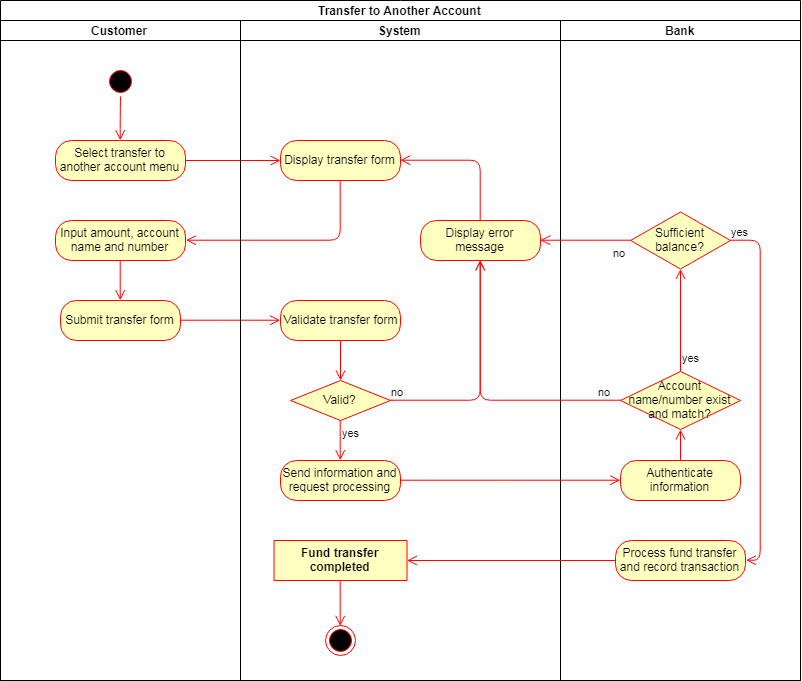 Transfer to Another Account
Customer
System
Bank
Select transfer to
another account menu
Display transfer form
Input amount, account
name and number
Display error
message
Sufficient
balance?
yes
no
Submit transfer form
Validate transfer form
yes
Valid?
no
no
Account
name/number exist
and match?
yes
Send information and
request processing
Authenticate
information
Fund transfer
completed
Process fund transfer
and record transaction